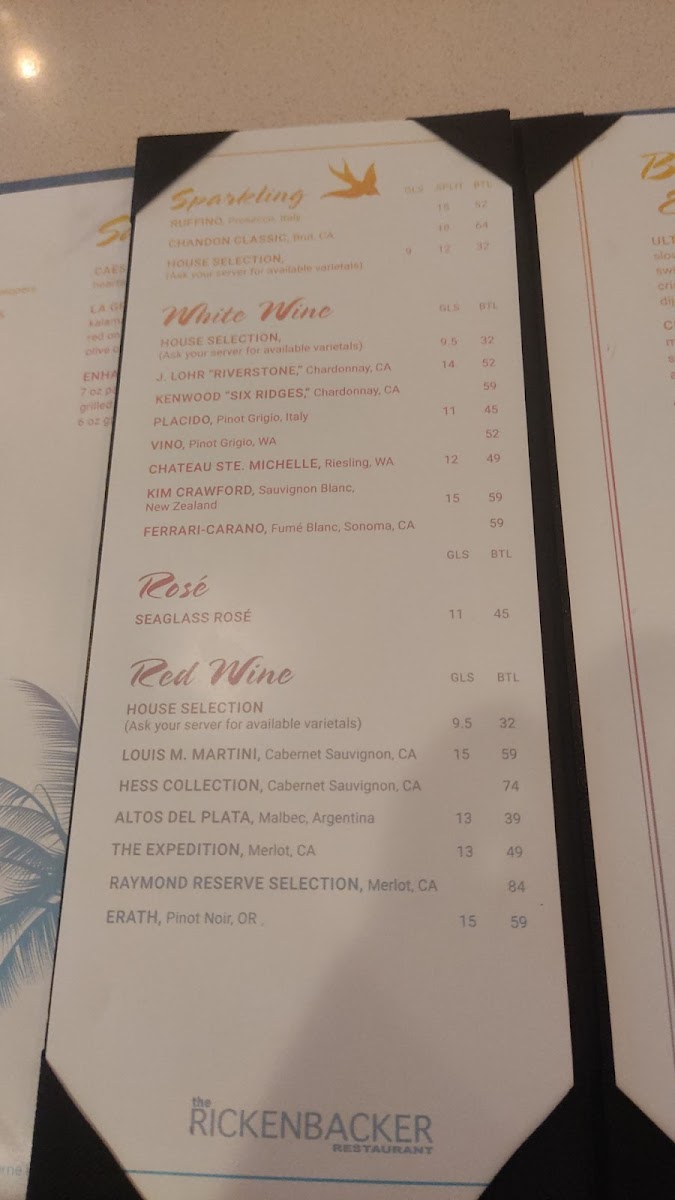 Sparkling GLS SPLIT BTL
RUFFINO, Prosecco, Italy 15 52
CHANDON CLASSIC, Brut, CA 18 64
HOUSE SELECTION, 9 12 32
(Ask your server for available varietals)
White Wine GLS BTL
HOUSE SELECTION, 9.5 32
(Ask your server for available varietals)
J. LOHR “RIVERSTONE,” Chardonnay, CA 14 52
KENWOOD “SIX RIDGES,” Chardonnay, CA 59
PLACIDO, Pinot Grigio, Italy 11 45
VINO, Pinot Grigio, WA 52
CHATEAU STE. MICHELLE, Riesling, WA 12 49
KIM CRAWFORD, Sauvignon Blanc,
New Zealand 15 59
FERRARI-CARANO, Fumé Blanc, Sonoma, CA 59
Rosé GLS BTL
SEAGLASS ROSÉ 11 45
Red Wine GLS BTL
HOUSE SELECTION
(Ask your server for available varietals) 9.5 32
LOUIS M. MARTINI, Cabernet Sauvignon, CA 15 59
HESS COLLECTION, Cabernet Sauvignon, CA 74
ALTOS DEL PLATA, Malbec, Argentina 13 39
THE EXPEDITION, Merlot, CA 13 49
RAYMOND RESERVE SELECTION, Merlot, CA 84
ERATH, Pinot Noir, OR 15 59
the
RICKENBACKER
RESTAURANT